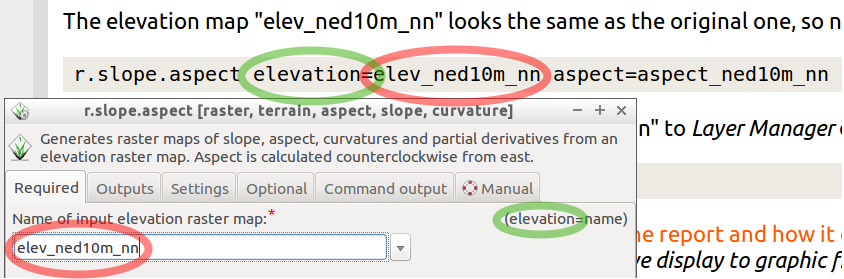 The elevation map "elev_ned10m_nn" looks the same as the original one, so n
r.slope.aspect elevation=elev_ned10m_nn aspect=aspect_ned10m_nn
r.slope.aspect [raster, terrain, aspect, slope, curvature]
Generates raster maps of slope, aspect, curvatures and partial derivatives from an
elevation raster map. Aspect is calculated counterclockwise from east.
n" to Layer Manager
Required Outputs Settings Optional Command output Manual
Name of input elevation raster map:* (elevation=name)
elev_ned10m_nn
e report and how it
ve display to graphic f